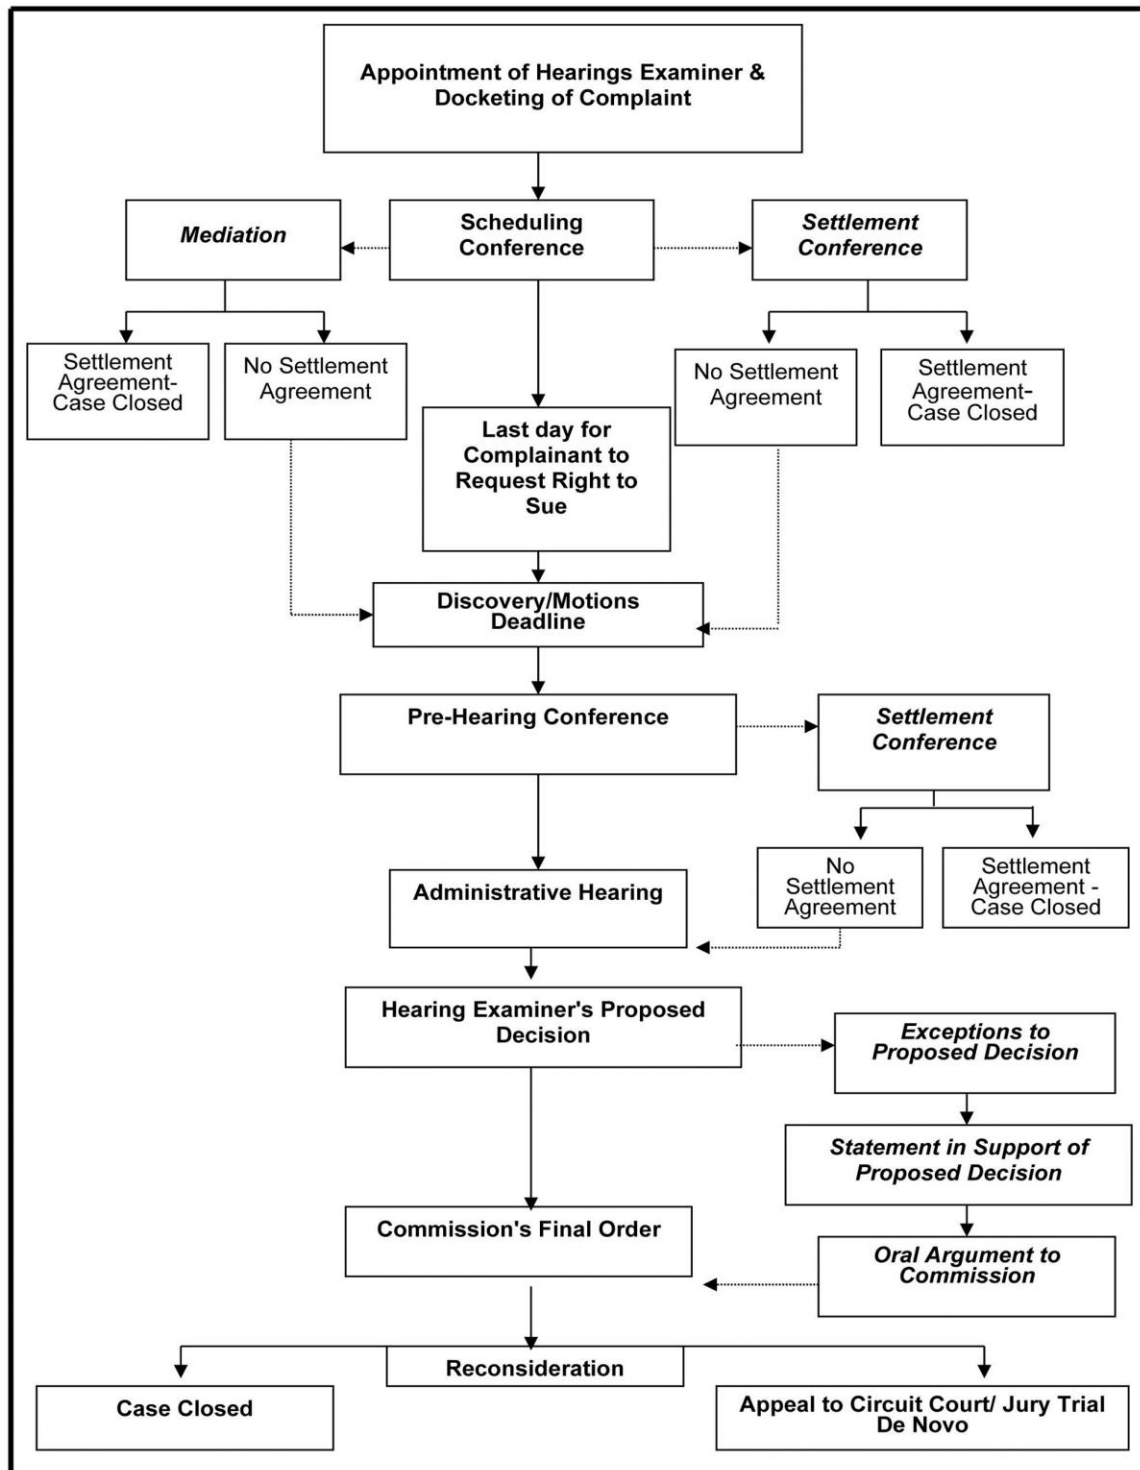 Appointment of Hearings Examiner &
Docketing of Complaint
Mediation
Scheduling
Conference
Settlement
Conference
Settlement
Agreement-
Case Closed
No Settlement
Agreement
No Settlement
Agreement
Settlement
Agreement-
Case Closed
Last day for
Complainant to
Request Right to
Sue
Discovery/Motions
Deadline
Pre-Hearing Conference
Settlement
Conference
No
Settlement
Agreement
Settlement
Agreement -
Case Closed
Administrative Hearing
Hearing Examiner's Proposed
Decision
Exceptions to
Proposed Decision
Statement in Support of
Proposed Decision
Commission's Final Order
Oral Argument to
Commission
Reconsideration
Case Closed
Appeal to Circuit Court/ Jury Trial
De Novo